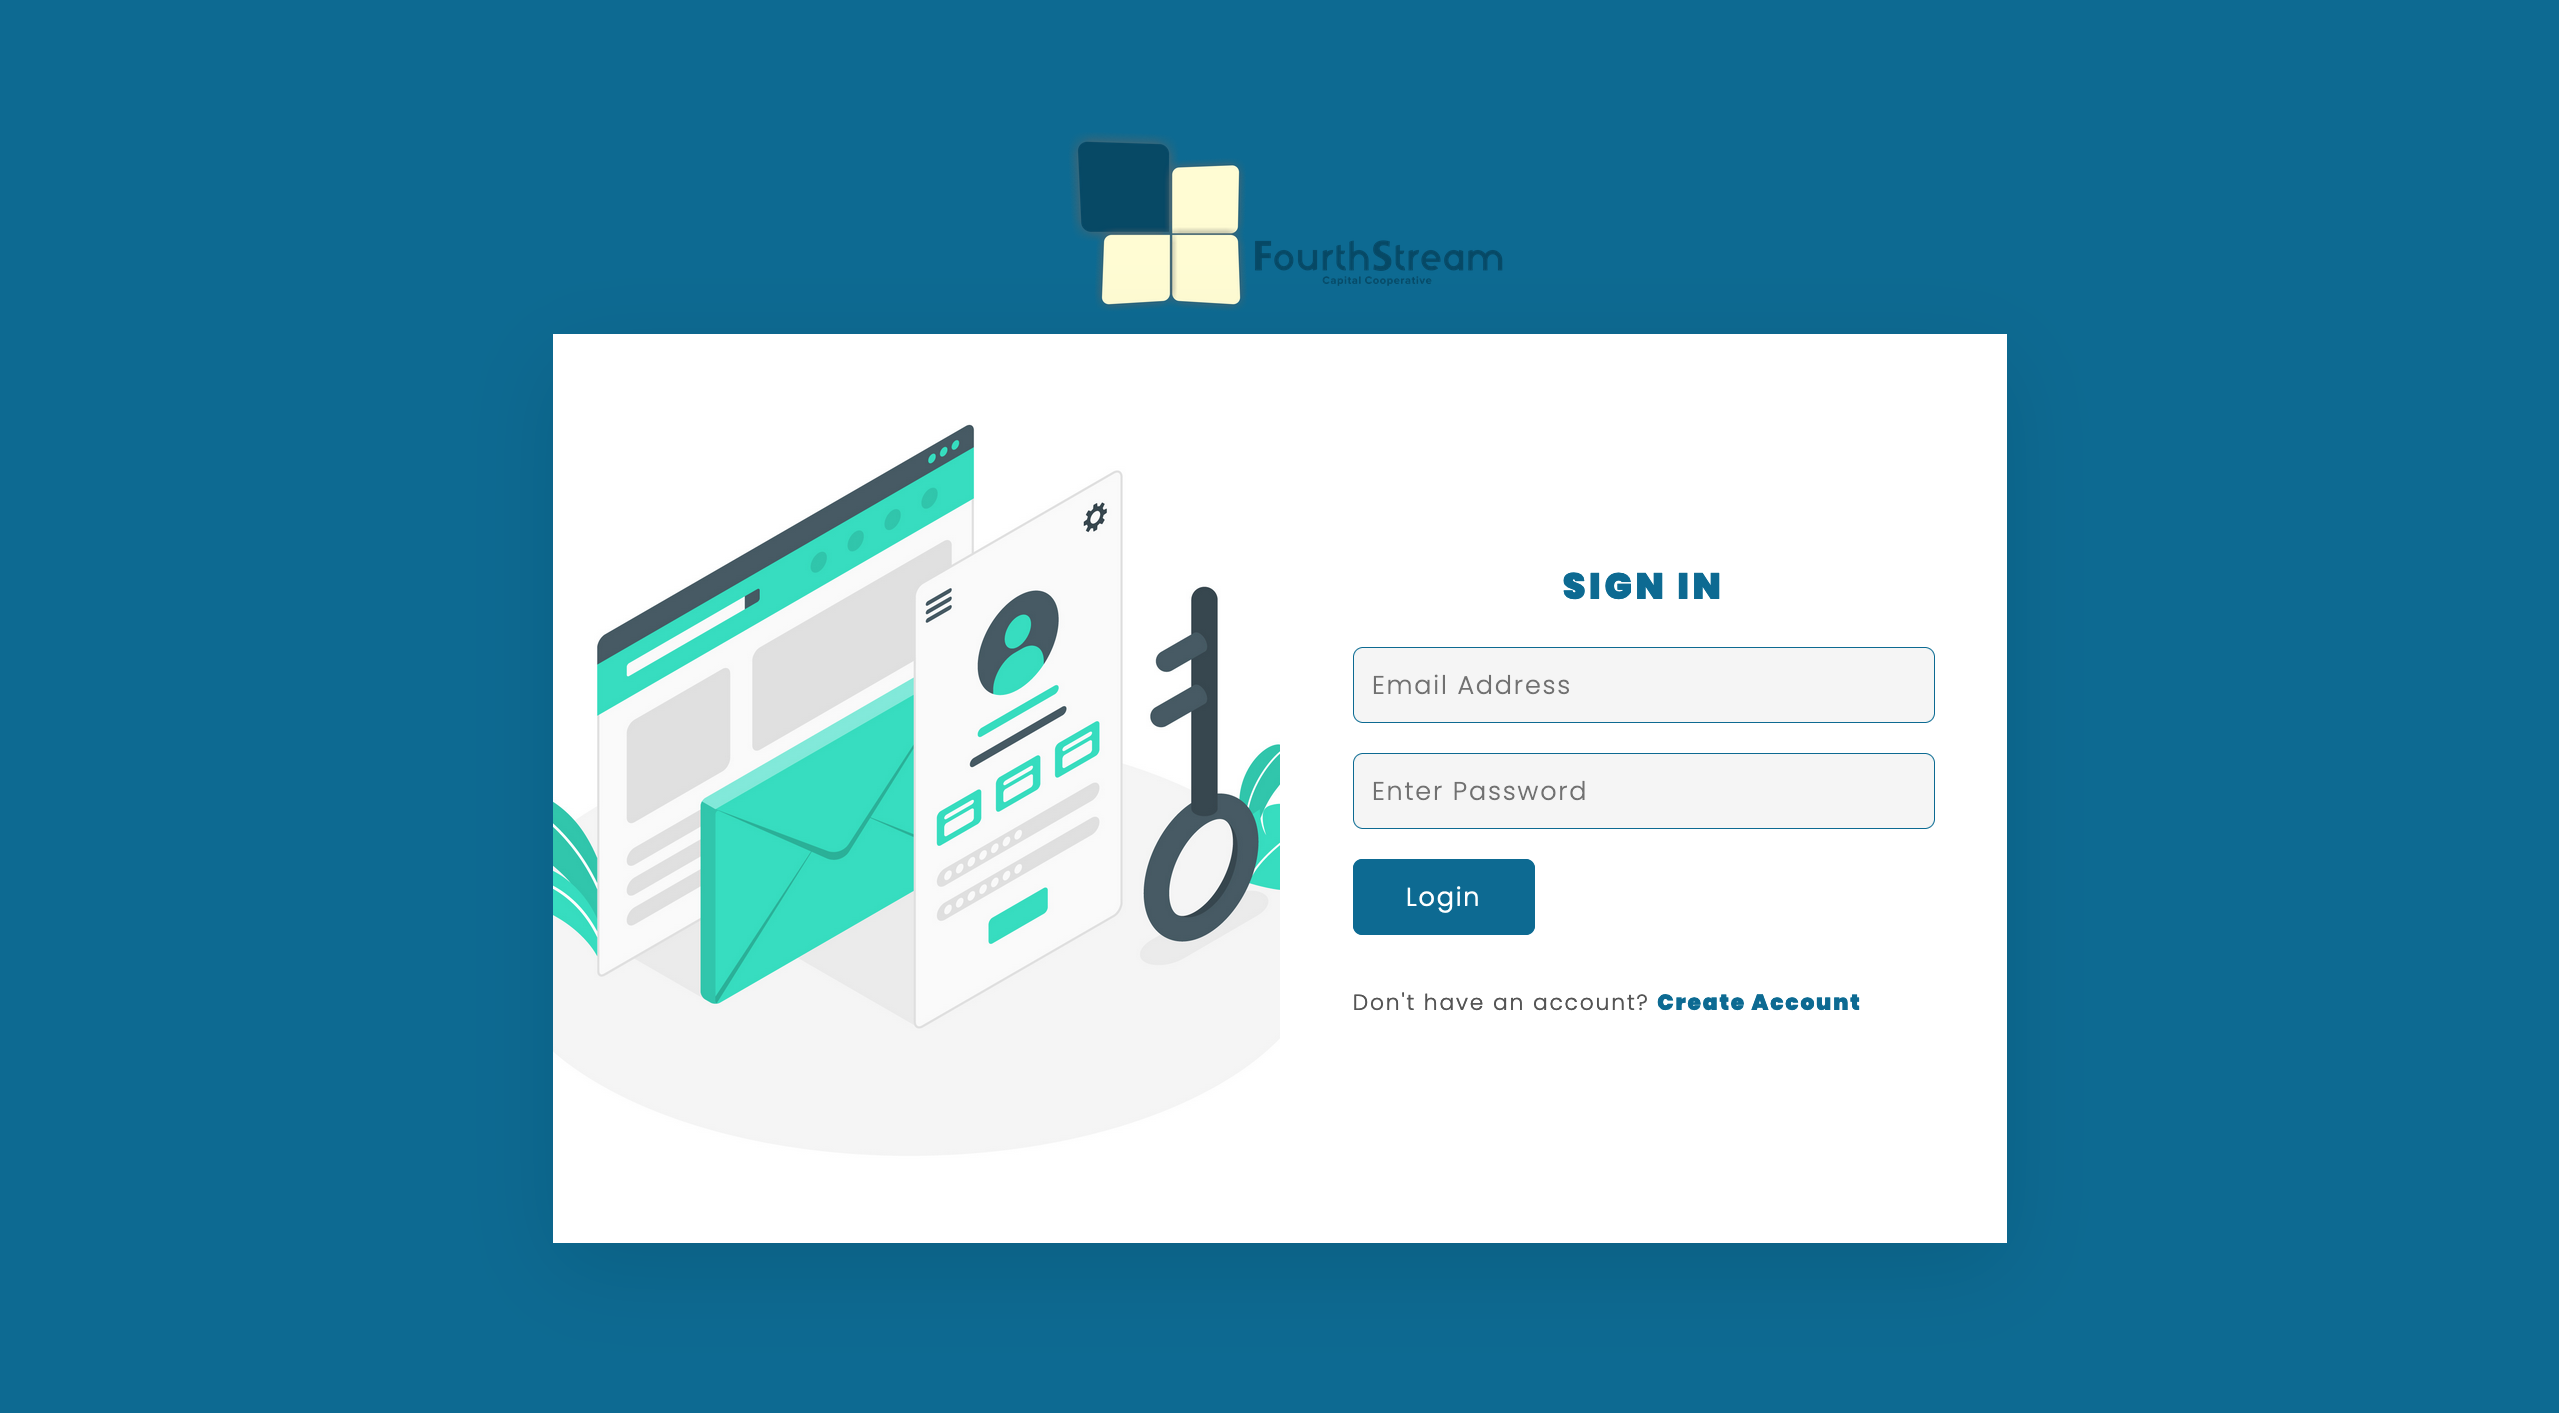 FourthStream
Capital Cooperative
SIGN IN
Email Address
Enter Password
Login
Don't have an account? Create Account